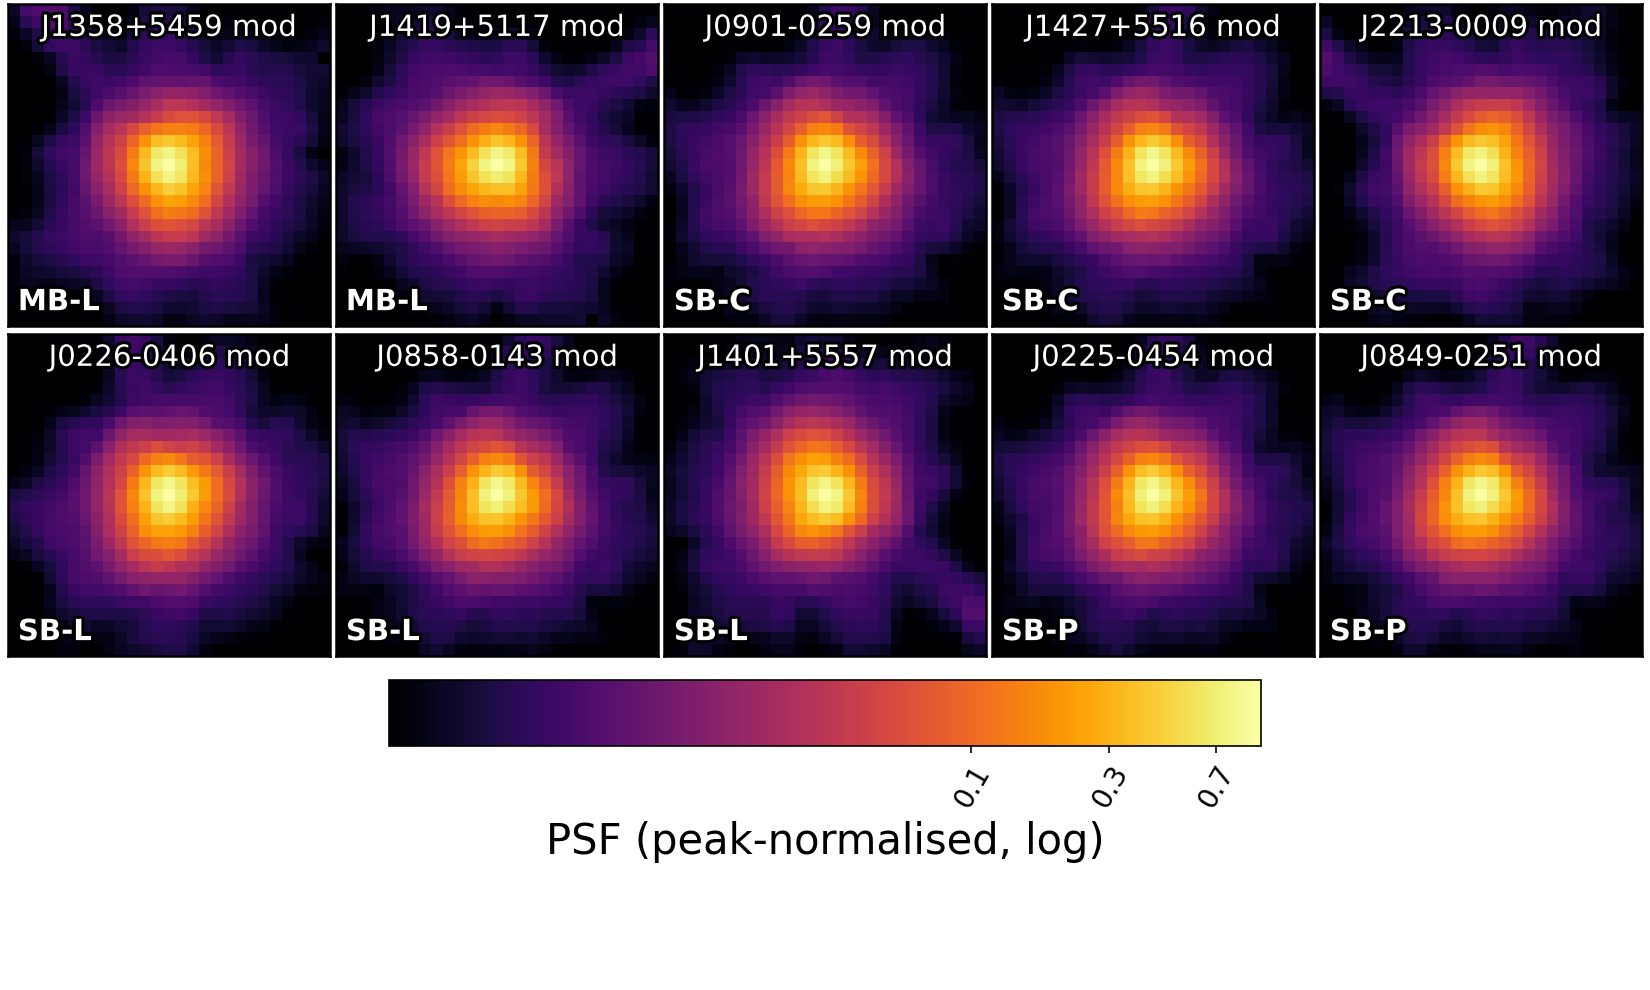 J1358+5459 mod
J1419+5117 mod
J0901-0259 mod
J1427+5516 mod
J2213-0009 mod
MB-L
MB-L
SB-C
SB-C
SB-C
J0226-0406 mod
J0858-0143 mod
J1401+5557 mod
J0225-0454 mod
J0849-0251 mod
SB-L
SB-L
SB-L
SB-P
SB-P
0.1
0.3
0.7
PSF (peak-normalised, log)